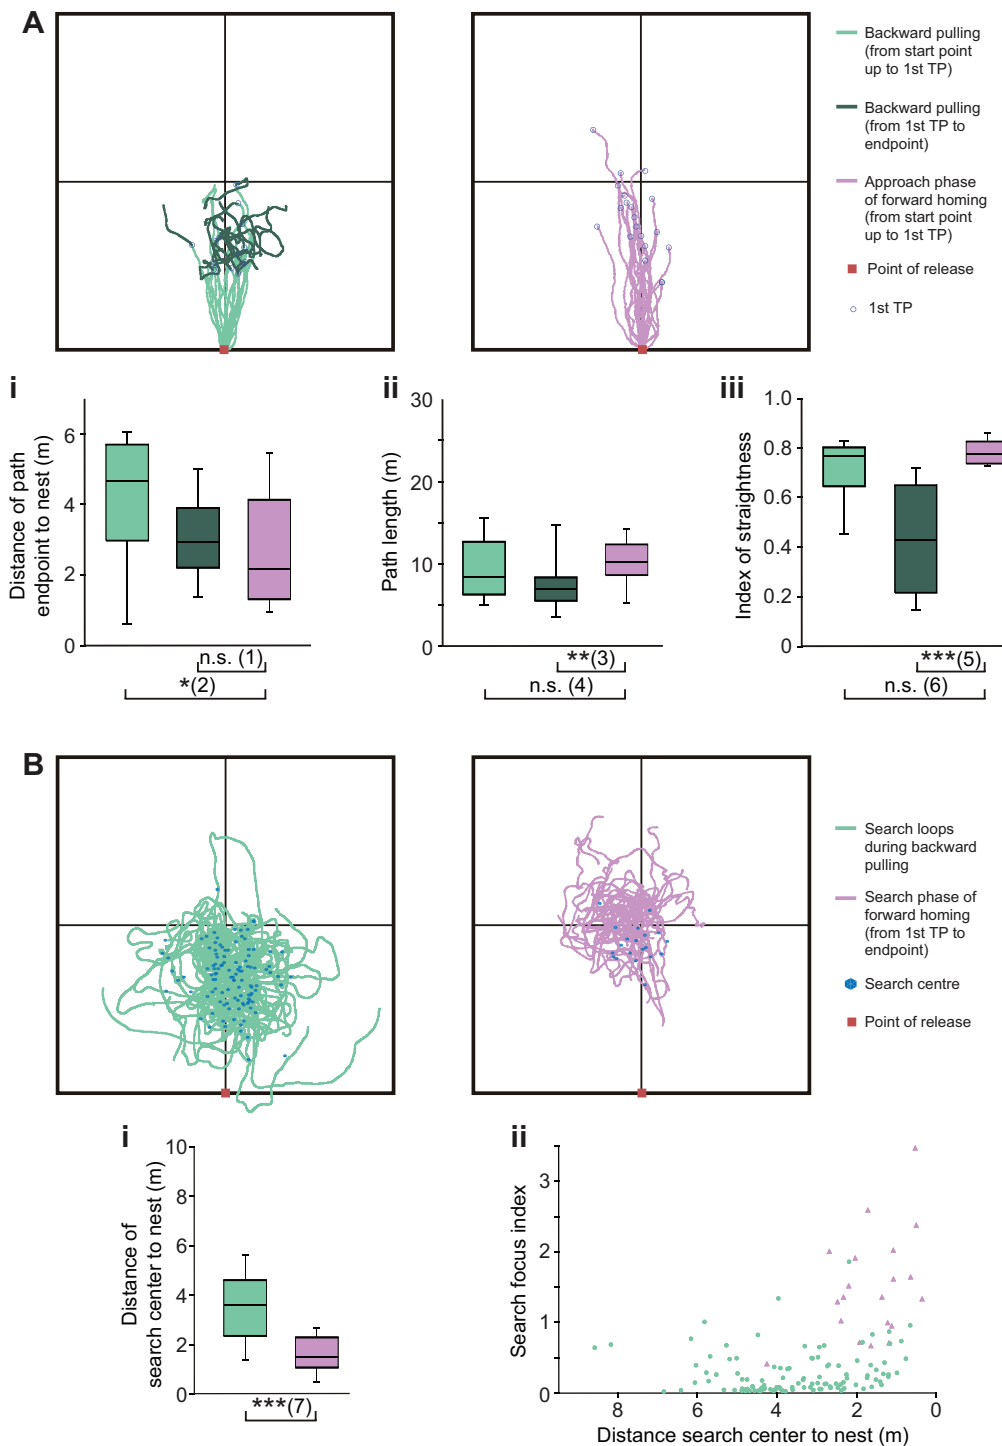 A
Backward pulling
(from start point
up to 1st TP)
Backward pulling
(from 1st TP to
endpoint)
Approach phase
of forward homing
(from start point
up to 1st TP)
Point of release
1st TP
i
Distance of path
endpoint to nest (m)
6
4
2
0
n.s. (1)
*(2)
ii
Path length (m)
30
20
10
0
**(3)
n.s. (4)
iii
Index of straightness
1.0
0.8
0.6
0.4
0.2
0
***(5)
n.s. (6)
B
Search loops
during backward
pulling
Search phase of
forward homing
(from 1st TP to
endpoint)
Search centre
Point of release
i
Distance of
search center to nest (m)
10
8
6
4
2
0
***(7)
ii
Search focus index
3
2
1
0
8 6 4 2 0
Distance search center to nest (m)